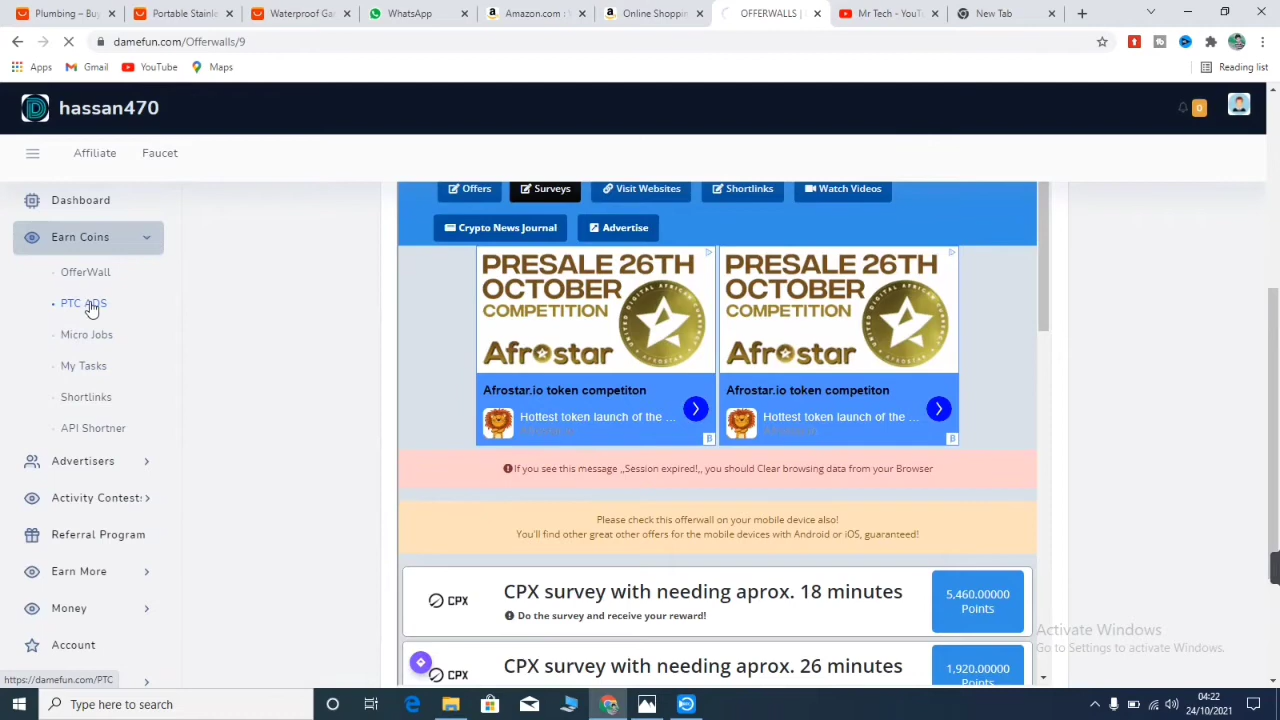 Plumbing -
Portable Stainle
Waterproof Gar
WhatsApp
Amazon.com : T
Online Shoppin
OFFERWALLS |
Mr Tech - YouT
New Tab
damefun.com/Offerwalls/9
Apps
Gmail
YouTube
Maps
Reading list
hassan470
0
Affiliate
Faucet
Dashboard
Earn Coins
OfferWall
PTC ADS
Micro Jobs
My Tasks
Shortlinks
API Shortner
Advertisers
Activity Contest:
Referral Program
Earn More
Money
Account
https://damefun.com/PTC
Offers
Surveys
Visit Websites
Shortlinks
Watch Videos
Crypto News Journal
Advertise
PRESALE 26TH
OCTOBER
COMPETITION
Afrostar
Afrostar.io token competiton
Hottest token launch of the ...
PRESALE 26TH
OCTOBER
COMPETITION
Afrostar
Afrostar.io token competiton
Hottest token launch of the ...
If you see this message ,,Session expired!,, you should Clear browsing data from your Browser
Please check this offerwall on your mobile device also!
You'll find other great other offers for the mobile devices with Android or iOS, guaranteed!
CPX
CPX survey with needing aprox. 18 minutes
Do the survey and receive your reward!
5,460.00000
Points
CPX
CPX survey with needing aprox. 26 minutes
1,920.00000
Points
Activate Windows
Go to Settings to activate Windows.
Type here to search
04:22
24/10/2021